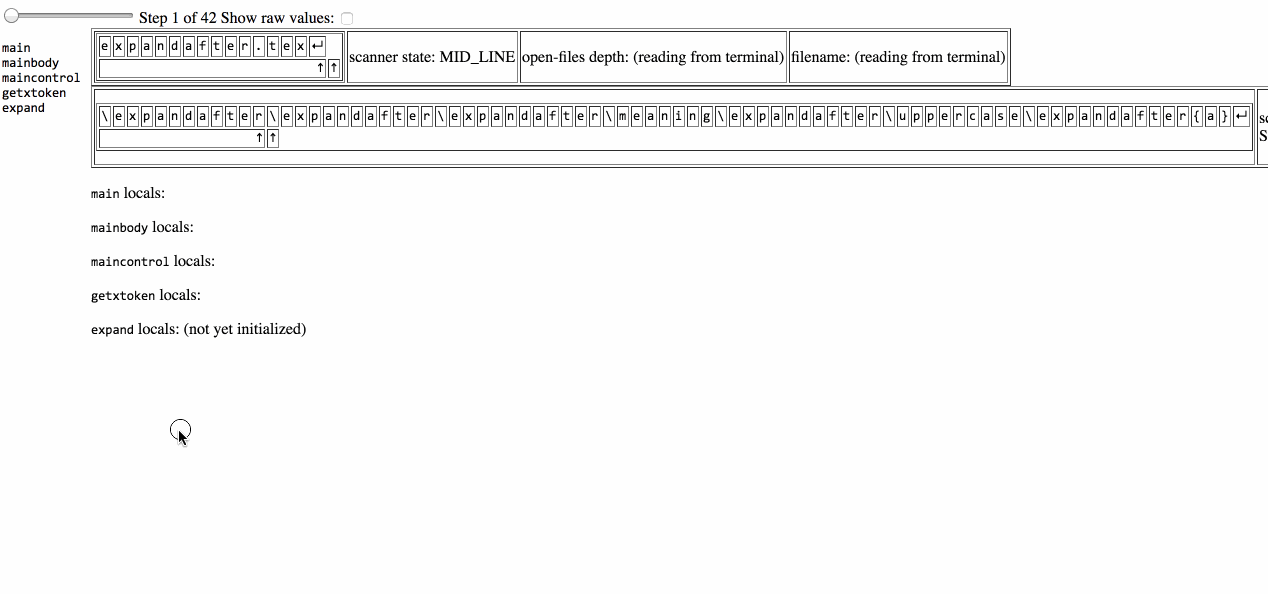 Step 1 of 42 Show raw values:
main
mainbody
maincontrol
getxtoken
expand
expandafter.tex↵
↑↑
scanner state: MID_LINE
open-files depth: (reading from terminal)
filename: (reading from terminal)
\expandafter\expandafter\expandafter\meaning\expandafter\uppercase\expandafter{a}↵
↑↑
sc
S
main locals:
mainbody locals:
maincontrol locals:
getxtoken locals:
expand locals: (not yet initialized)